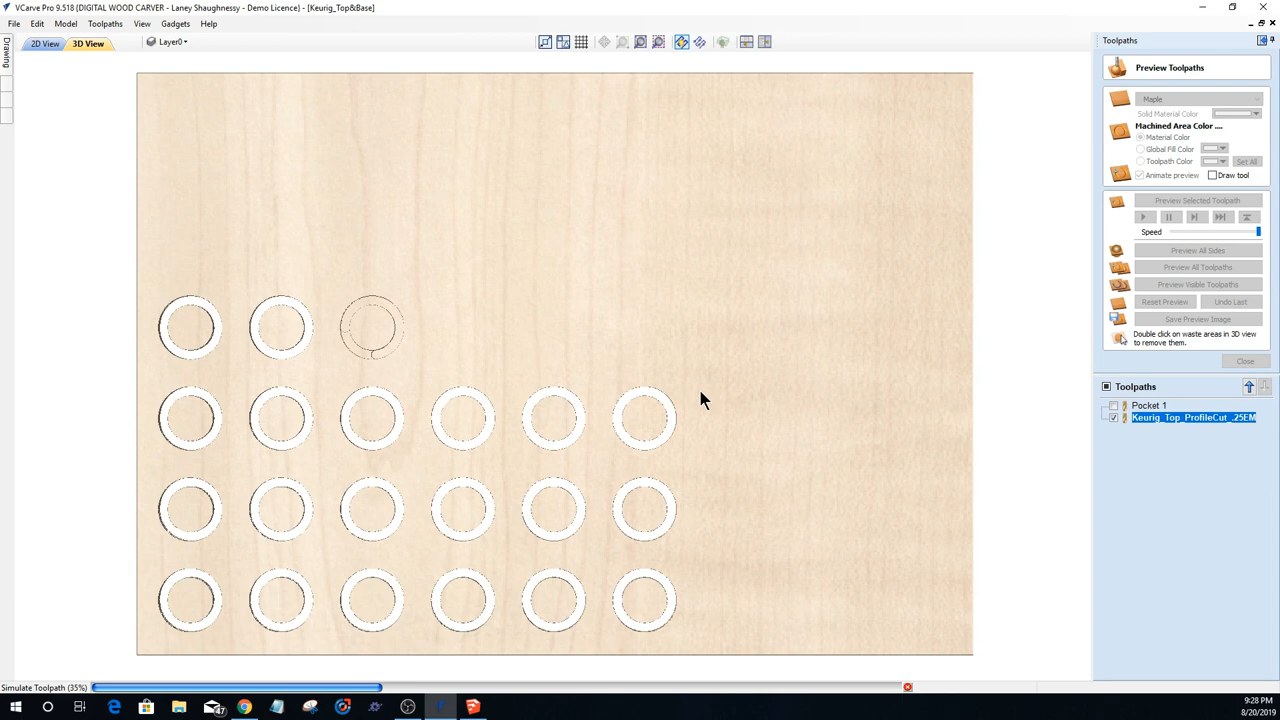 VCarve Pro 9.518 {DIGITAL WOOD CARVER - Laney Shaughnessy - Demo Licence} - [Keurig_Top&Base]
File Edit Model Toolpaths View Gadgets Help
2D View 3D View Layer0
Drawing
Toolpaths
Preview Toolpaths
Maple
Solid Material Color
Machined Area Color ....
Material Color
Global Fill Color
Toolpath Color Set All
Animate preview Draw tool
Preview Selected Toolpath
Speed
Preview All Sides
Preview All Toolpaths
Preview Visible Toolpaths
Reset Preview Undo Last
Save Preview Image
Double click on waste areas in 3D view
to remove them.
Close
Toolpaths
Pocket 1
Keurig_Top_ProfileCut_.25EM
Simulate Toolpath (35%)
47
9:28 PM
8/20/2019